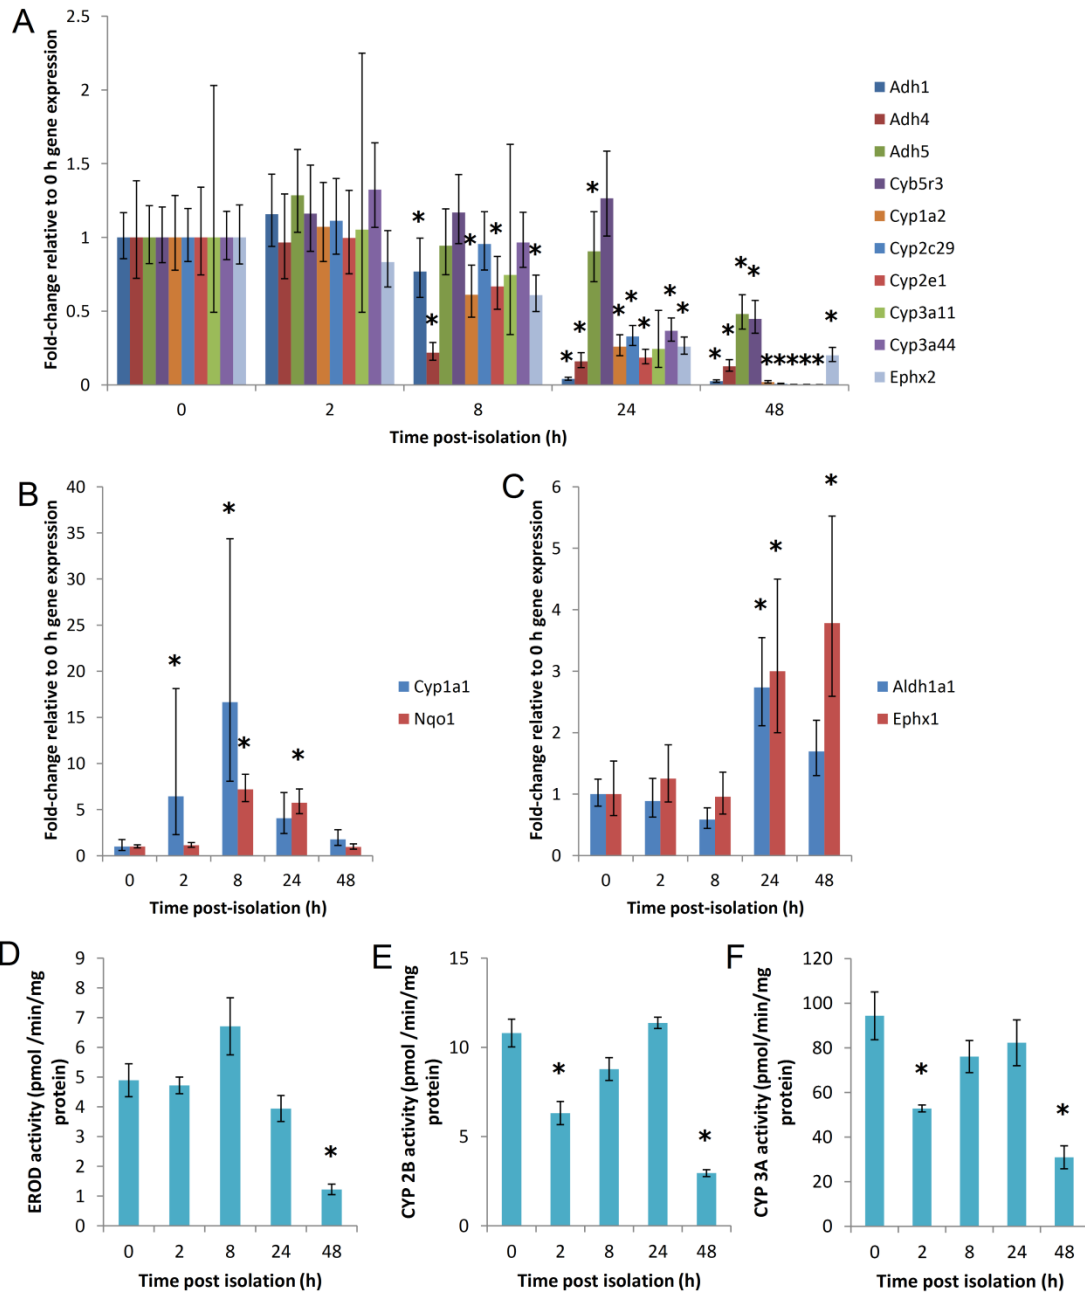 A
Fold-change relative to 0 h gene expression
2.5
2
1.5
1
0.5
0
* * * * *
* * * * * * * *
* * * * * * * * * *
0 2 8 24 48
Time post-isolation (h)
Adh1
Adh4
Adh5
Cyb5r3
Cyp1a2
Cyp2c29
Cyp2e1
Cyp3a11
Cyp3a44
Ephx2
B
Fold-change relative to 0 h gene expression
40
35
30
25
20
15
10
5
0
* * * *
0 2 8 24 48
Time post-isolation (h)
Cyp1a1
Nqo1
C
Fold-change relative to 0 h gene expression
6
5
4
3
2
1
0
* * *
0 2 8 24 48
Time post-isolation (h)
Aldh1a1
Ephx1
D
EROD activity (pmol /min/mg
protein)
9
8
7
6
5
4
3
2
1
0
*
0 2 8 24 48
Time post isolation (h)
E
CYP 2B activity (pmol/min/mg
protein)
15
10
5
0
* *
0 2 8 24 48
Time post isolation (h)
F
CYP 3A activity (pmol/min/mg
protein)
120
100
80
60
40
20
0
* *
0 2 8 24 48
Time post isolation (h)